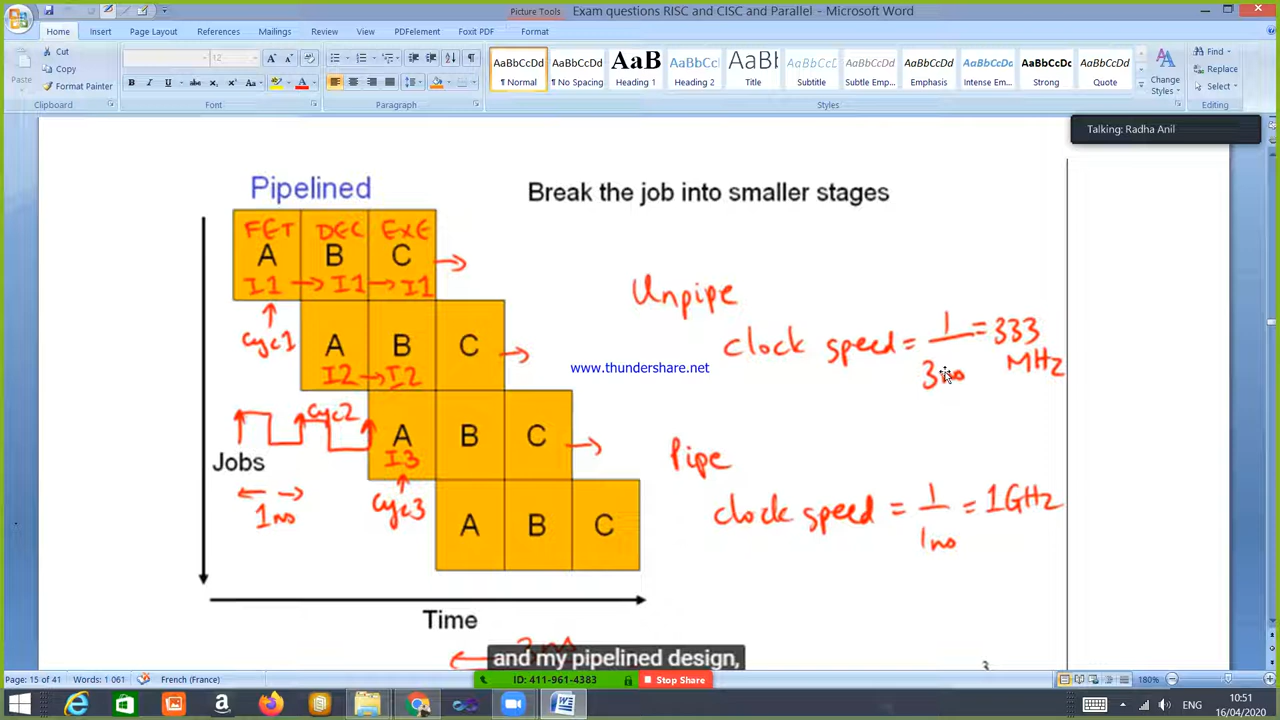 Picture Tools
Exam questions RISC and CISC and Parallel - Microsoft Word
Home
Insert
Page Layout
References
Mailings
Review
View
PDFelement
Foxit PDF
Format
Paste
Cut
Copy
Format Painter
Clipboard
12
Font
Paragraph
AaBbCcDd
¶ Normal
AaBbCcDd
¶ No Spacing
AaB
Heading 1
AaBbCc
Heading 2
AaB
Title
AaBbCcDd
Subtitle
AaBbCcDd
Subtle Emp...
AaBbCcDd
Emphasis
AaBbCcDd
Intense Em...
AaBbCcDd
Strong
AaBbCcDd
Quote
Change
Styles
Styles
Find
Replace
Select
Editing
Talking: Radha Anil
Pipelined
Break the job into smaller stages
FET DEC EXE
A B C
I1 → I1 → I1
Cyc1
A B C
I2 → I2
Cyc2
A B C
I3
Cyc3
A B C
Jobs
1ns
Time
Unpipe
clock speed = 1 = 333
3ns MHz
www.thundershare.net
Pipe
clock speed = 1 = 1GHz
1ns
and my pipelined design,
3
Page: 15 of 41
Words: 1 061
French (France)
ID: 411-961-4383
Stop Share
180%
ENG
10:51
16/04/2020